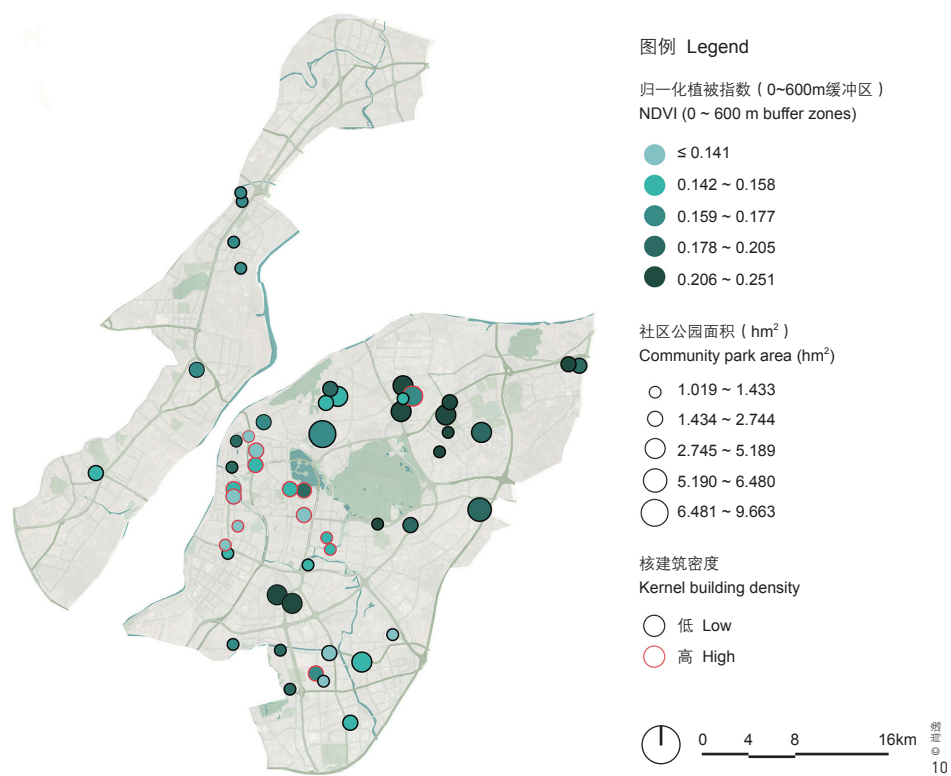 图例 Legend
归一化植被指数（0~600m缓冲区）
NDVI (0 ~ 600 m buffer zones)
≤ 0.141
0.142 ~ 0.158
0.159 ~ 0.177
0.178 ~ 0.205
0.206 ~ 0.251
社区公园面积（hm²）
Community park area (hm²)
1.019 ~ 1.433
1.434 ~ 2.744
2.745 ~ 5.189
5.190 ~ 6.480
6.481 ~ 9.663
核建筑密度
Kernel building density
低 Low
高 High
0 4 8 16km
© 肖逸
10